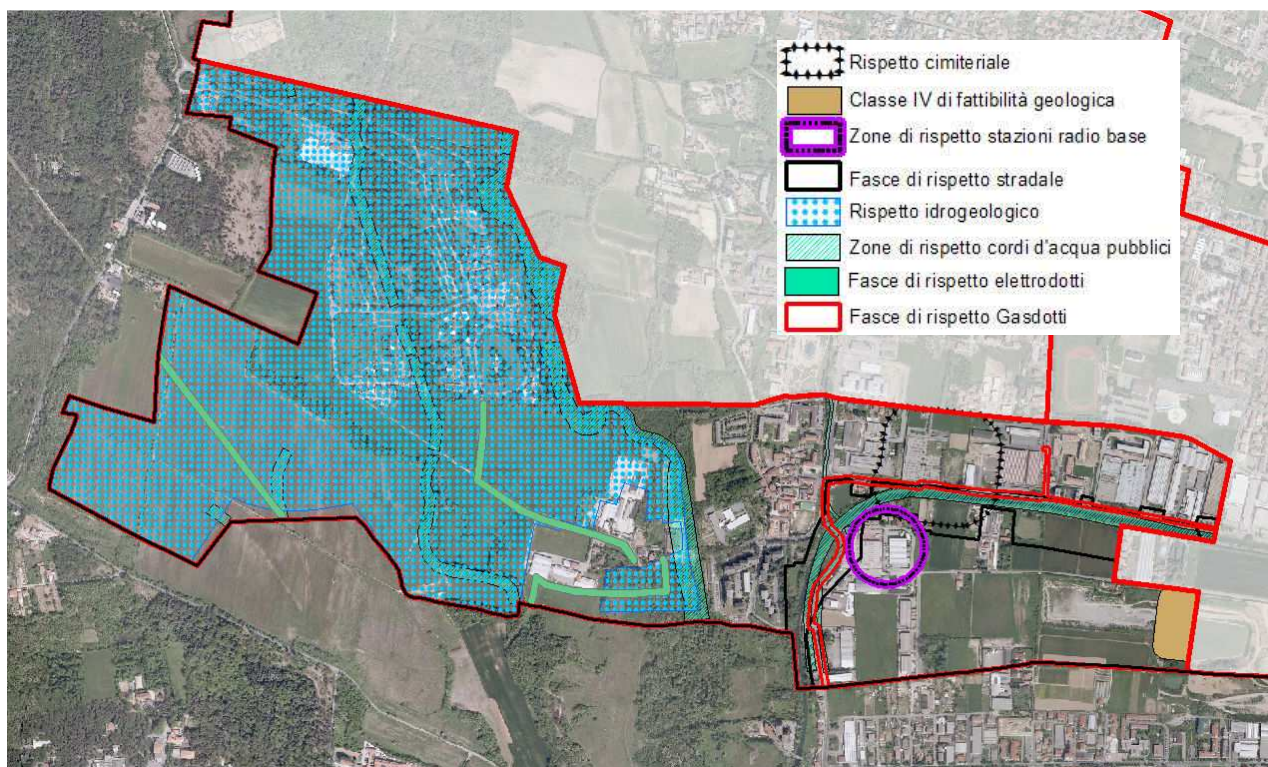 Rispetto cimiteriale
Classe IV di fattibilità geologica
Zone di rispetto stazioni radio base
Fasce di rispetto stradale
Rispetto idrogeologico
Zone di rispetto cordi d'acqua pubblici
Fasce di rispetto elettrodotti
Fasce di rispetto Gasdotti